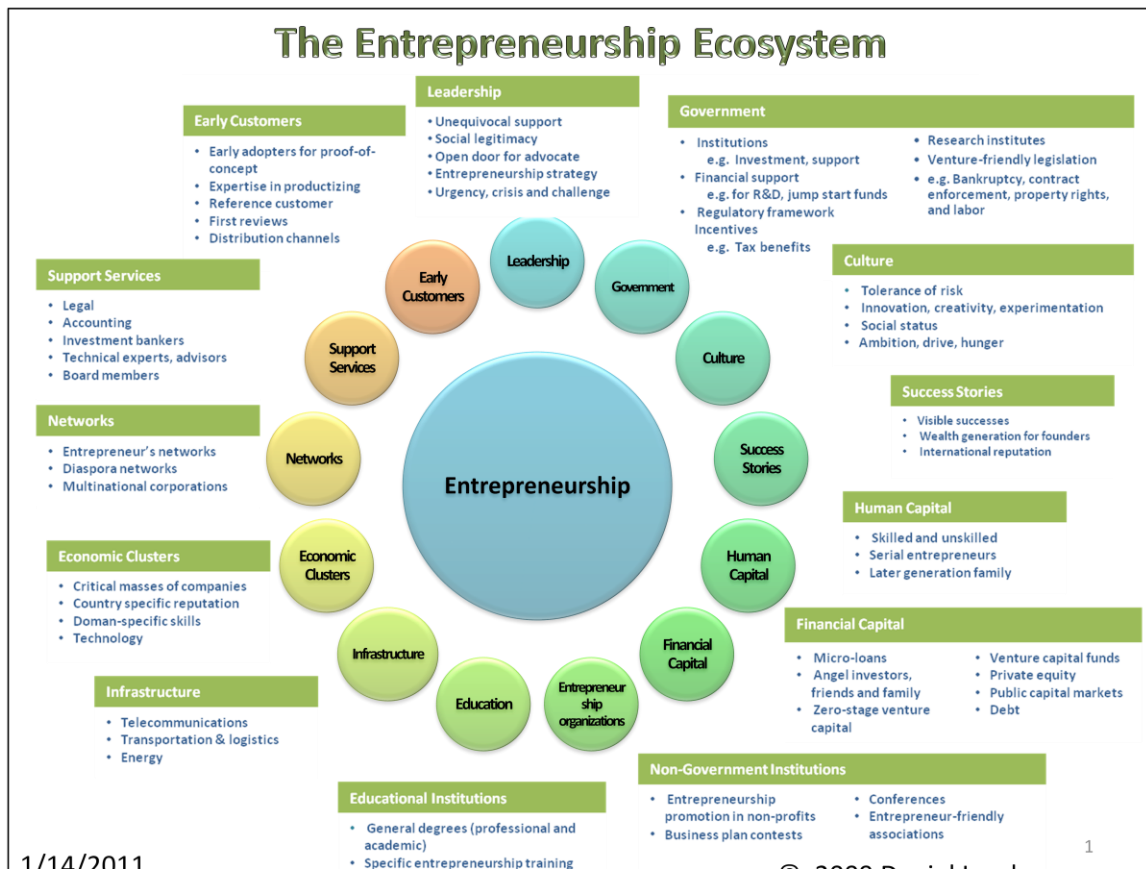 The Entrepreneurship Ecosystem
Leadership
• Unequivocal support
• Social legitimacy
• Open door for advocate
• Entrepreneurship strategy
• Urgency, crisis and challenge
Early Customers
• Early adopters for proof-of-
concept
• Expertise in productizing
• Reference customer
• First reviews
• Distribution channels
Government
• Institutions
e.g. Investment, support
• Financial support
e.g. for R&D, jump start funds
• Regulatory framework
Incentives
e.g. Tax benefits
• Research institutes
• Venture-friendly legislation
• e.g. Bankruptcy, contract
enforcement, property rights,
and labor
Support Services
• Legal
• Accounting
• Investment bankers
• Technical experts, advisors
• Board members
Culture
• Tolerance of risk
• Innovation, creativity, experimentation
• Social status
• Ambition, drive, hunger
Networks
• Entrepreneur's networks
• Diaspora networks
• Multinational corporations
Success Stories
• Visible successes
• Wealth generation for founders
• International reputation
Economic Clusters
• Critical masses of companies
• Country specific reputation
• Doman-specific skills
• Technology
Human Capital
• Skilled and unskilled
• Serial entrepreneurs
• Later generation family
Infrastructure
• Telecommunications
• Transportation & logistics
• Energy
Financial Capital
• Micro-loans
• Angel investors,
friends and family
• Zero-stage venture
capital
• Venture capital funds
• Private equity
• Public capital markets
• Debt
Educational Institutions
• General degrees (professional and
academic)
• Specific entrepreneurship training
Non-Government Institutions
• Entrepreneurship
promotion in non-profits
• Business plan contests
• Conferences
• Entrepreneur-friendly
associations
Leadership
Government
Culture
Success
Stories
Human
Capital
Financial
Capital
Entrepreneur
ship
organizations
Education
Infrastructure
Economic
Clusters
Networks
Support
Services
Early
Customers
Entrepreneurship
1
1/14/2011
© 2009 Daniel